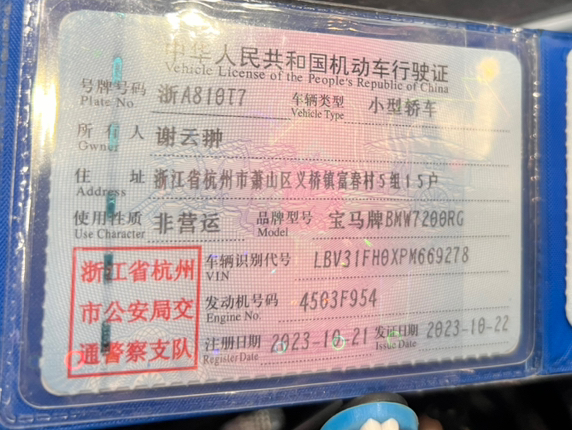 中华人民共和国机动车行驶证
Vehicle License of the People's Republic of China
号牌号码 浙A810T7 车辆类型 小型轿车
Plate No. Vehicle Type
所有人 谢云翀
Owner
住址 浙江省杭州市萧山区义桥镇富春村5组15户
Address
使用性质 非营运 品牌型号 宝马牌BMW7200RG
Use Character Model
浙江省杭州
市公安局交
通警察支队
车辆识别代号 LBV31FH0XPM669278
VIN
发动机号码 4503F954
Engine No.
注册日期 2023-10-21 发证日期 2023-10-22
Register Date Issue Date